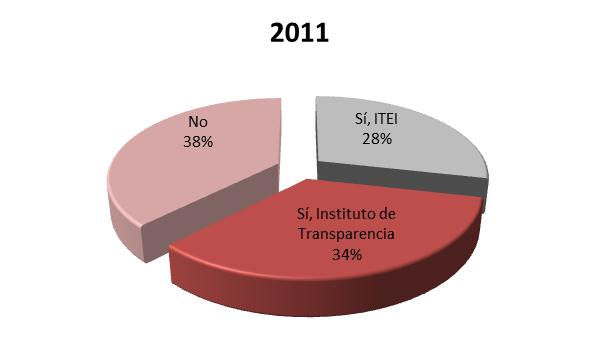 2011
No
38%
Sí, ITEI
28%
Sí, Instituto de
Transparencia
34%